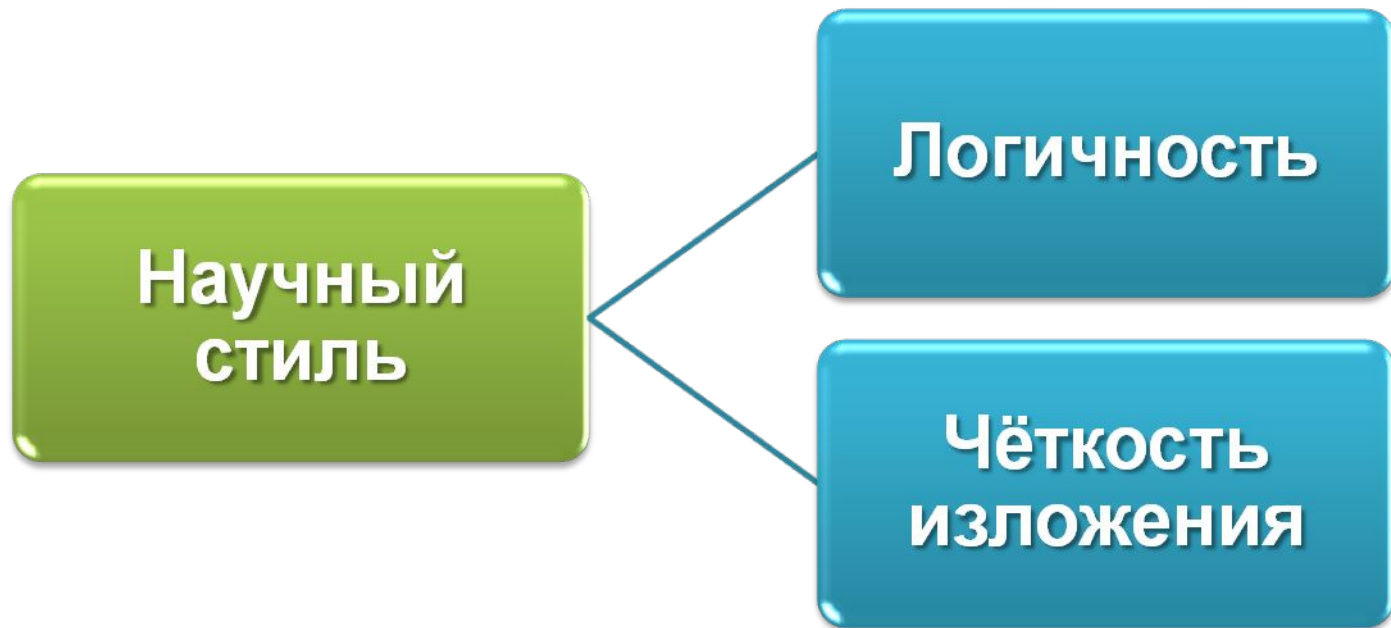 Научный
стиль
Логичность
Чёткость
изложения